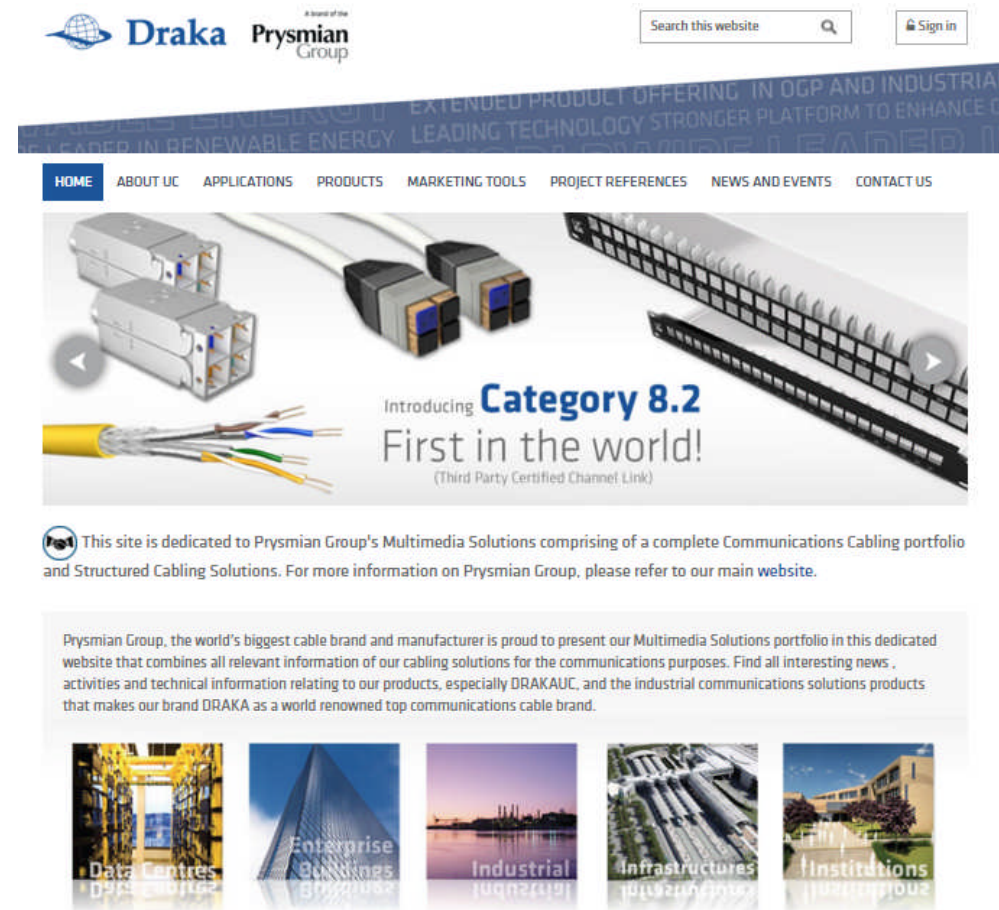 Draka
A brand of the
Prysmian
Group
Search this website
Sign in
EXTENDED PRODUCT OFFERING IN OGP AND INDUSTRIA
LEADER IN RENEWABLE ENERGY LEADING TECHNOLOGY STRONGER PLATFORM TO ENHANCE
HOME ABOUT UC APPLICATIONS PRODUCTS MARKETING TOOLS PROJECT REFERENCES NEWS AND EVENTS CONTACT US
Introducing Category 8.2
First in the world!
(Third Party Certified Channel Link)
This site is dedicated to Prysmian Group's Multimedia Solutions comprising of a complete Communications Cabling portfolio
and Structured Cabling Solutions. For more information on Prysmian Group, please refer to our main website.
Prysmian Group, the world's biggest cable brand and manufacturer is proud to present our Multimedia Solutions portfolio in this dedicated
website that combines all relevant information of our cabling solutions for the communications purposes. Find all interesting news ,
activities and technical information relating to our products, especially DRAKAUC, and the industrial communications solutions products
that makes our brand DRAKA as a world renowned top communications cable brand.
Data Centres
Enterprise
Buildings
Industrial
Infrastructures
Institutions